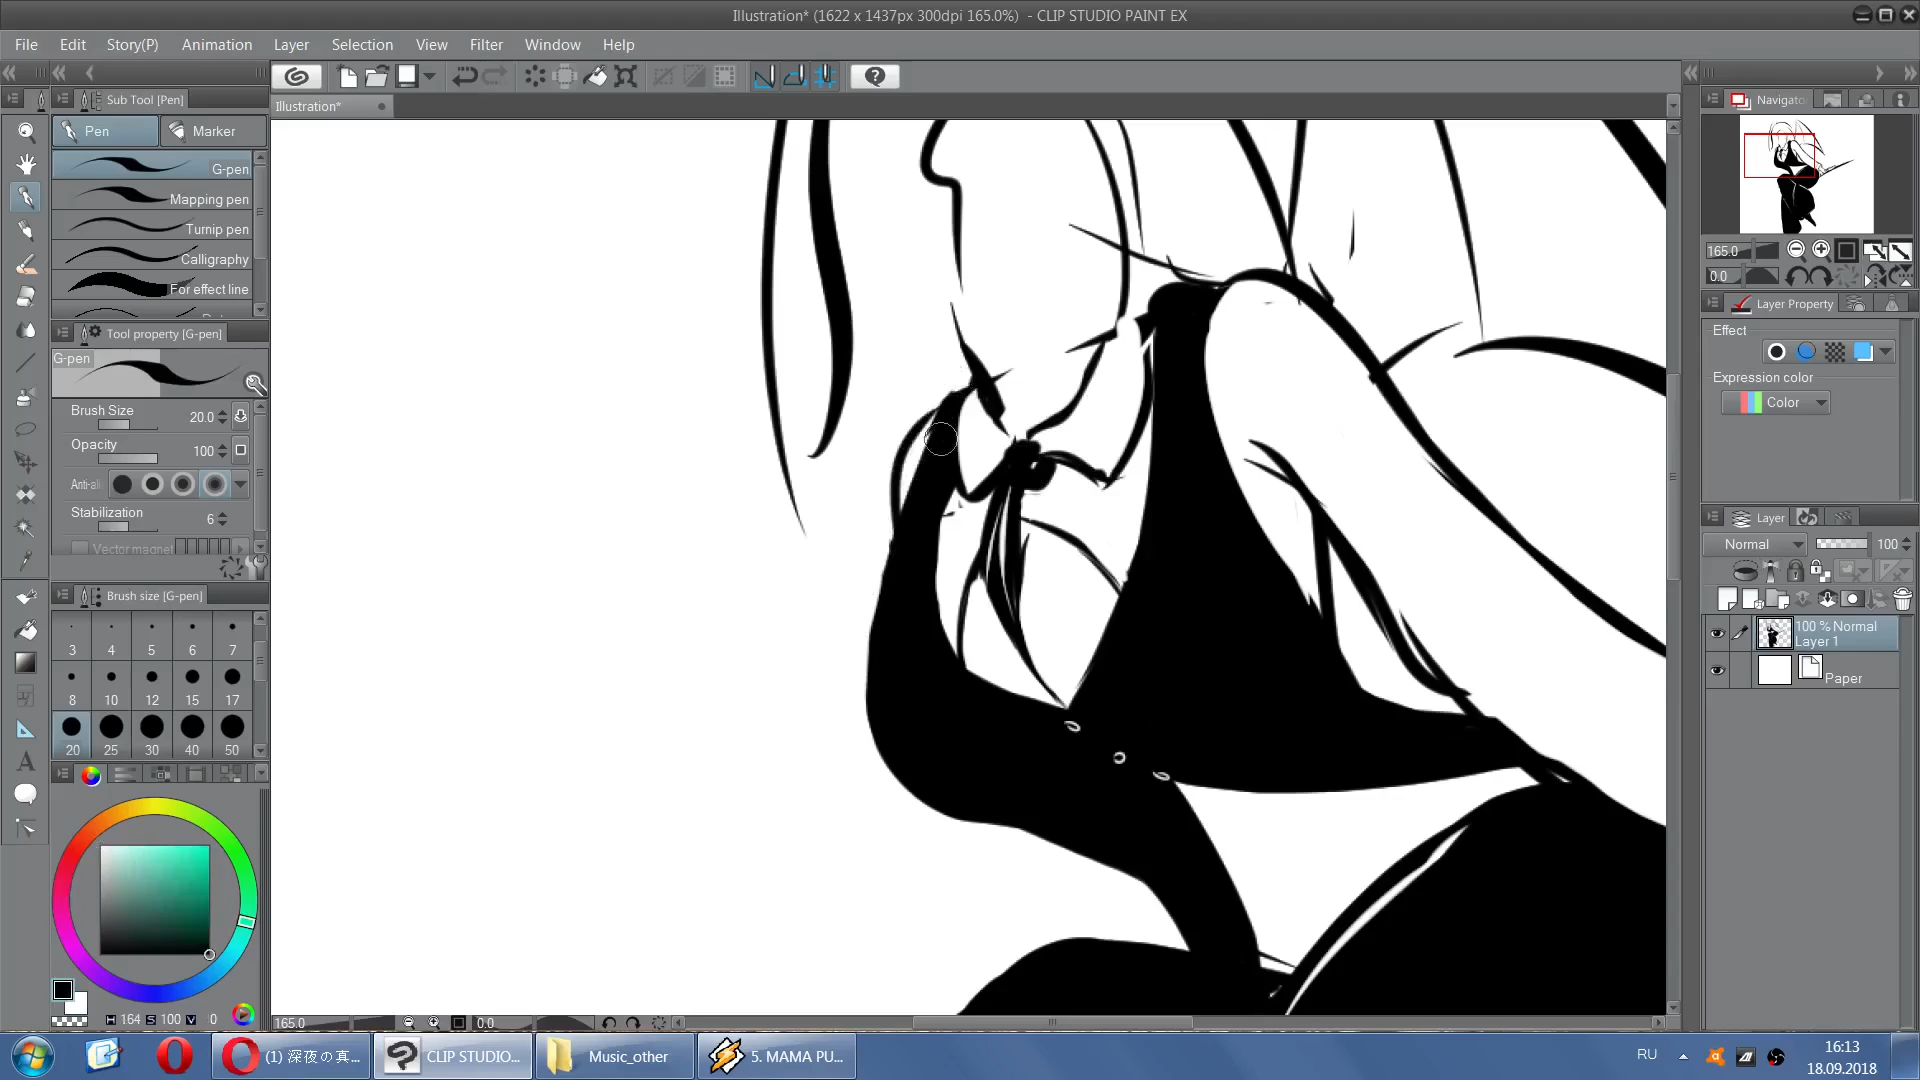 Illustration* (1622 x 1437px 300dpi 165.0%) - CLIP STUDIO PAINT EX
File Edit Story(P) Animation Layer Selection View Filter Window Help
Sub Tool [Pen]
Illustration*
Navigato
Pen Marker
G-pen
Mapping pen
Turnip pen
Calligraphy
For effect line
165.0
0.0
Layer Property
Tool property [G-pen]
G-pen
Effect
Expression color
Color
Brush Size 20.0
Opacity 100
Anti-ali
Stabilization 6
Vector magnet
Layer
Normal 100
Brush size [G-pen]
3 4 5 6 7
8 10 12 15 17
20 25 30 40 50
100 % Normal
Layer 1
Paper
H 164 S 100 V 0
165.0 0.0
(1) 深夜の真...
CLIP STUDIO...
Music_other
5. MAMA PU...
RU
16:13
18.09.2018